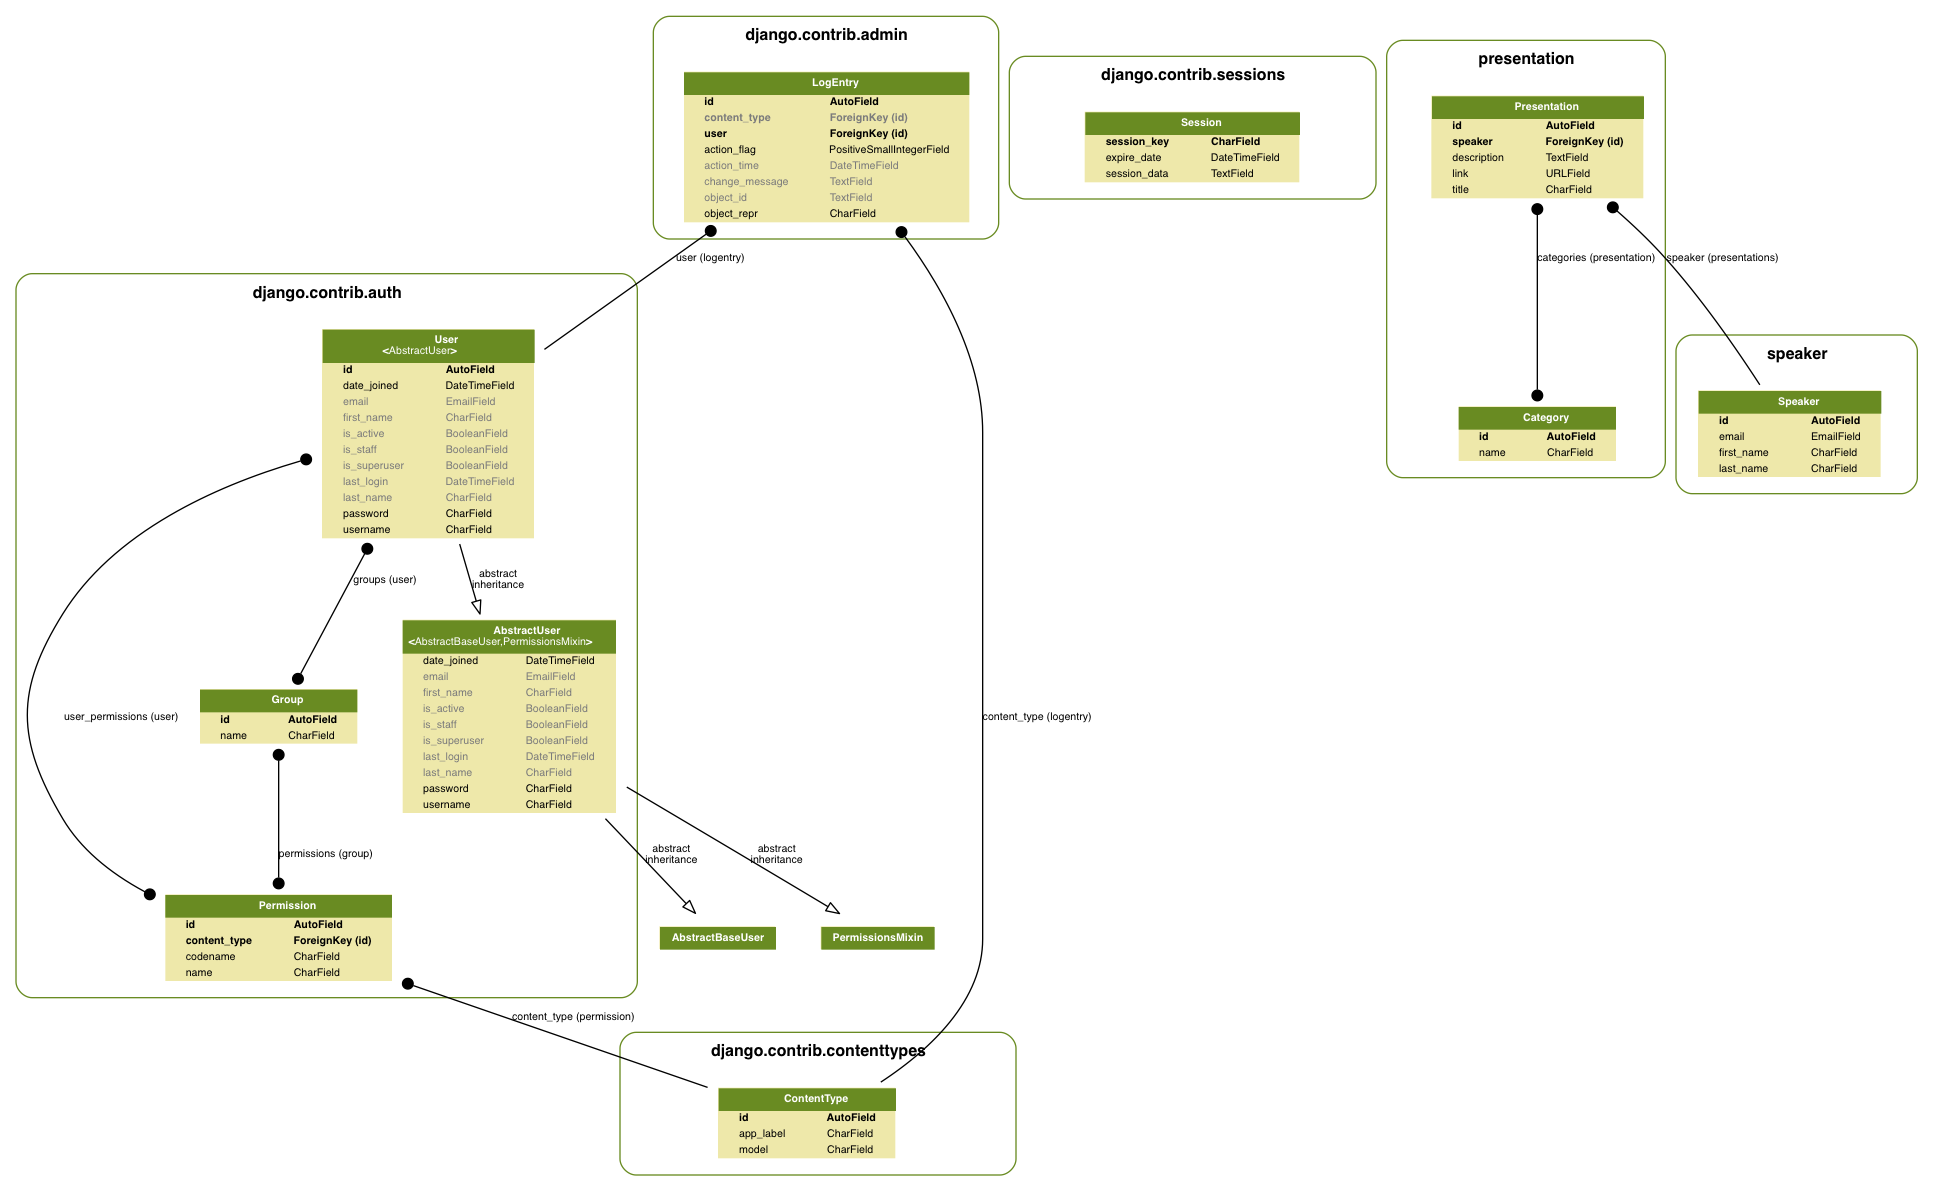 django.contrib.admin
LogEntry
id AutoField
content_type ForeignKey (id)
user ForeignKey (id)
action_flag PositiveSmallIntegerField
action_time DateTimeField
change_message TextField
object_id TextField
object_repr CharField
django.contrib.sessions
Session
session_key CharField
expire_date DateTimeField
session_data TextField
presentation
Presentation
id AutoField
speaker ForeignKey (id)
description TextField
link URLField
title CharField
user (logentry)
categories (presentation)
speaker (presentations)
django.contrib.auth
User
<AbstractUser>
id AutoField
date_joined DateTimeField
email EmailField
first_name CharField
is_active BooleanField
is_staff BooleanField
is_superuser BooleanField
last_login DateTimeField
last_name CharField
password CharField
username CharField
speaker
Speaker
id AutoField
email EmailField
first_name CharField
last_name CharField
Category
id AutoField
name CharField
groups (user)
abstract
inheritance
AbstractUser
<AbstractBaseUser,PermissionsMixin>
date_joined DateTimeField
email EmailField
first_name CharField
is_active BooleanField
is_staff BooleanField
is_superuser BooleanField
last_login DateTimeField
last_name CharField
password CharField
username CharField
Group
id AutoField
name CharField
user_permissions (user)
content_type (logentry)
permissions (group)
abstract
inheritance
abstract
inheritance
Permission
id AutoField
content_type ForeignKey (id)
codename CharField
name CharField
AbstractBaseUser
PermissionsMixin
content_type (permission)
django.contrib.contenttypes
ContentType
id AutoField
app_label CharField
model CharField